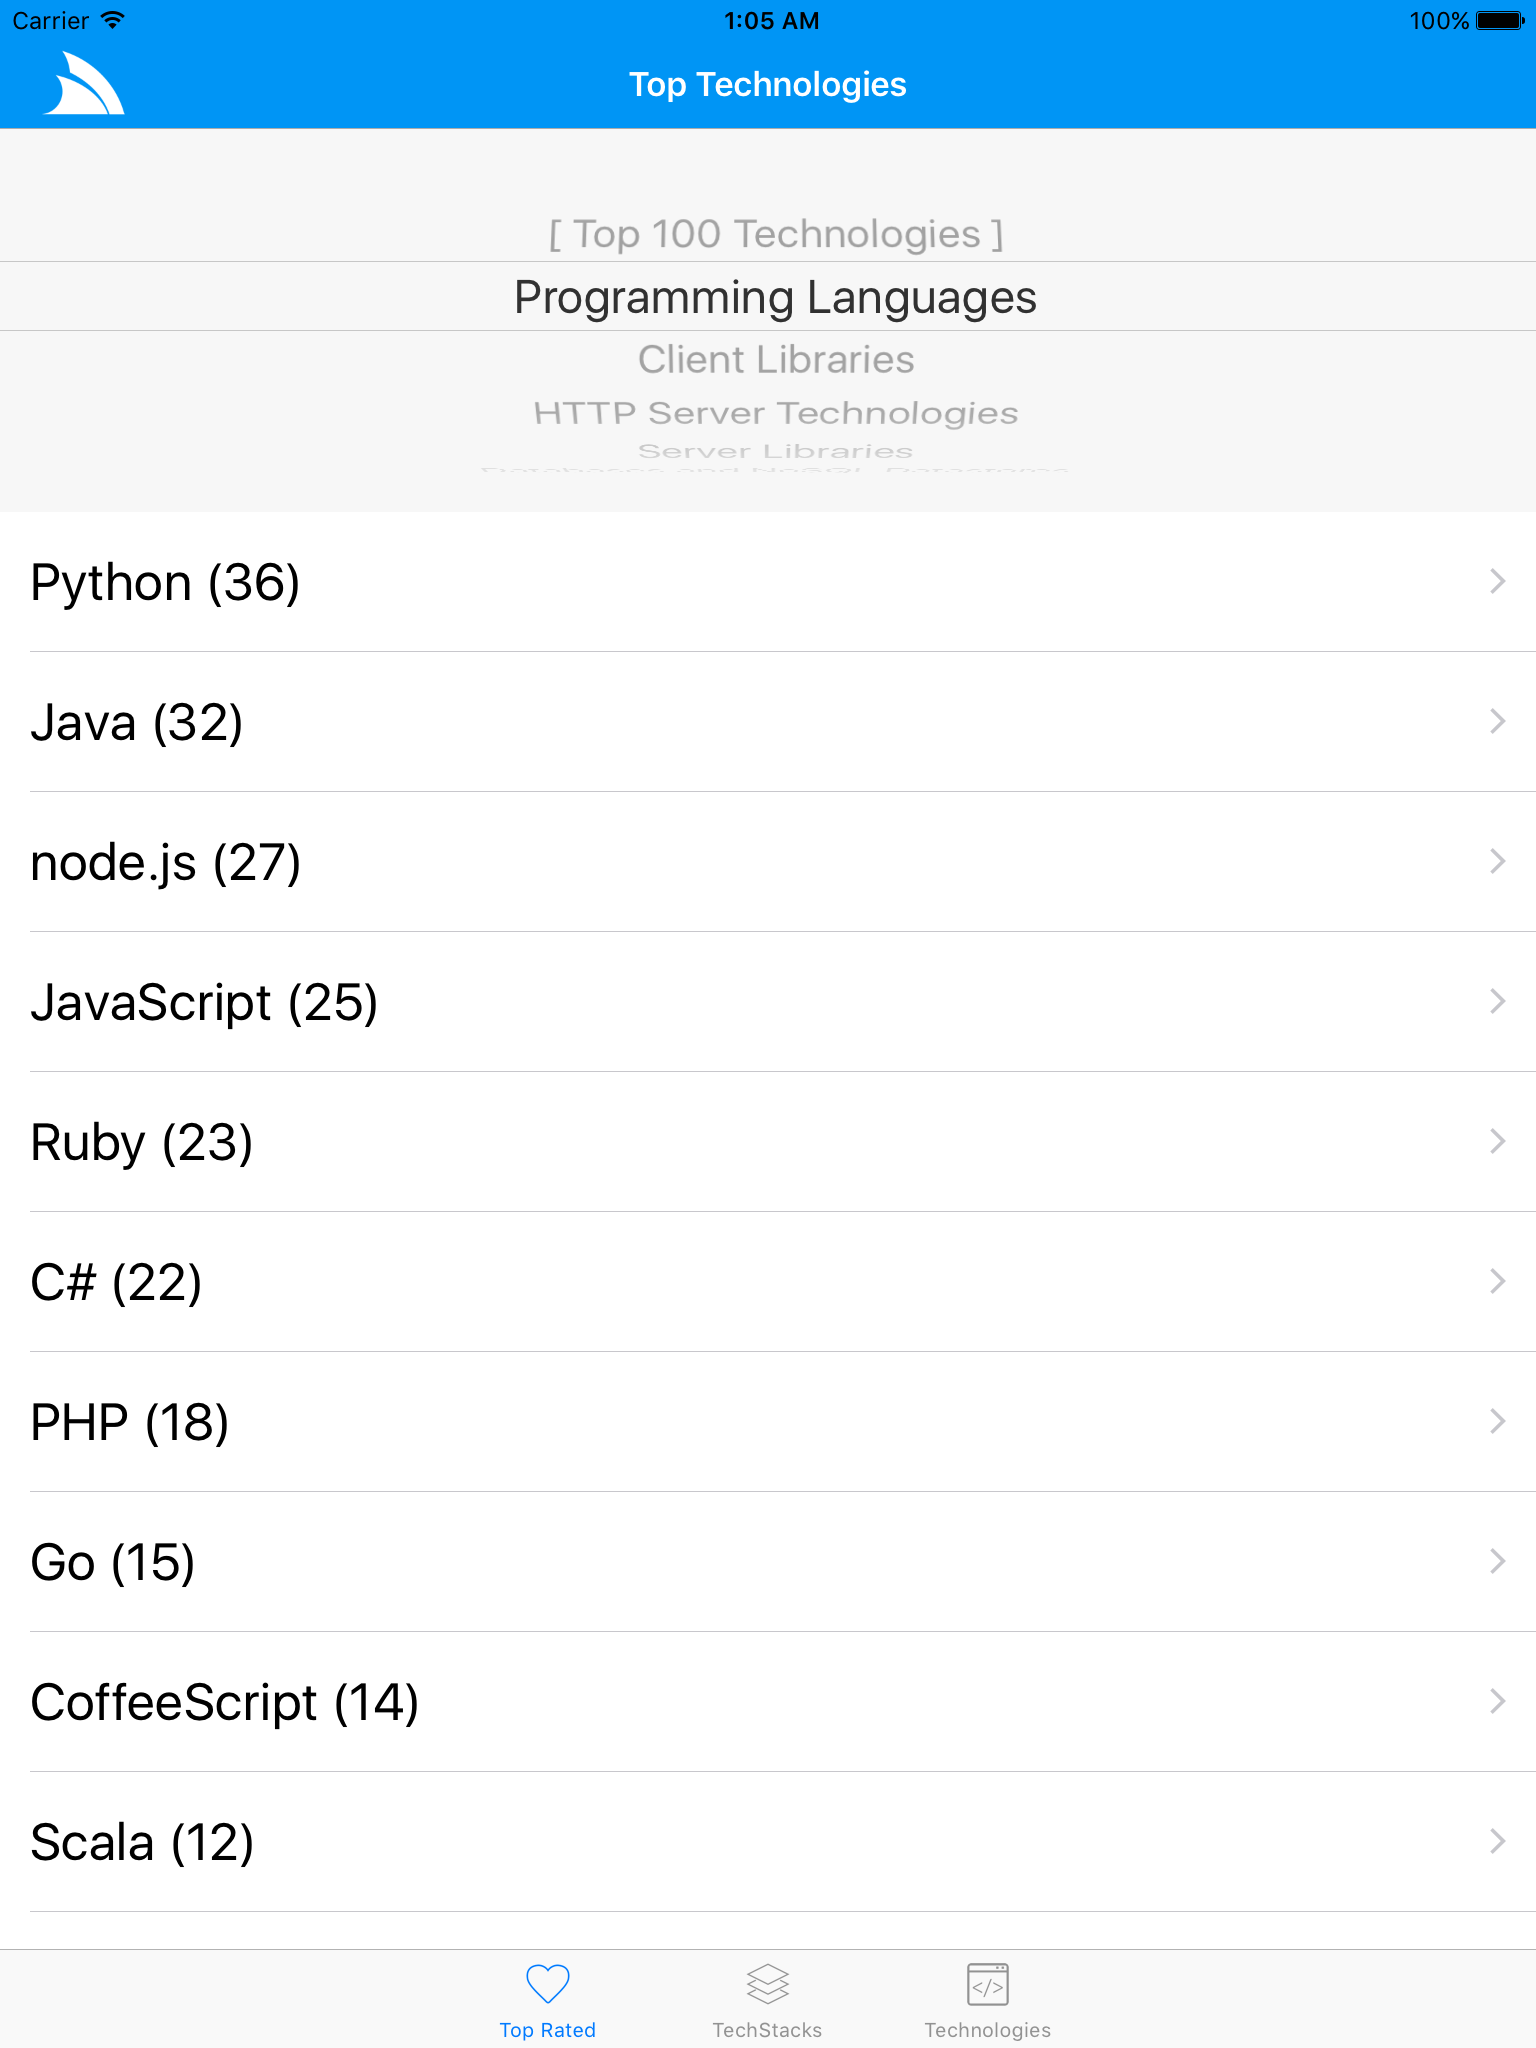 Carrier 1:05 AM 100%
Top Technologies
[ Top 100 Technologies ]
Programming Languages
Client Libraries
HTTP Server Technologies
Server Libraries
Python (36)
Java (32)
node.js (27)
JavaScript (25)
Ruby (23)
C# (22)
PHP (18)
Go (15)
CoffeeScript (14)
Scala (12)
</>
Top Rated TechStacks Technologies